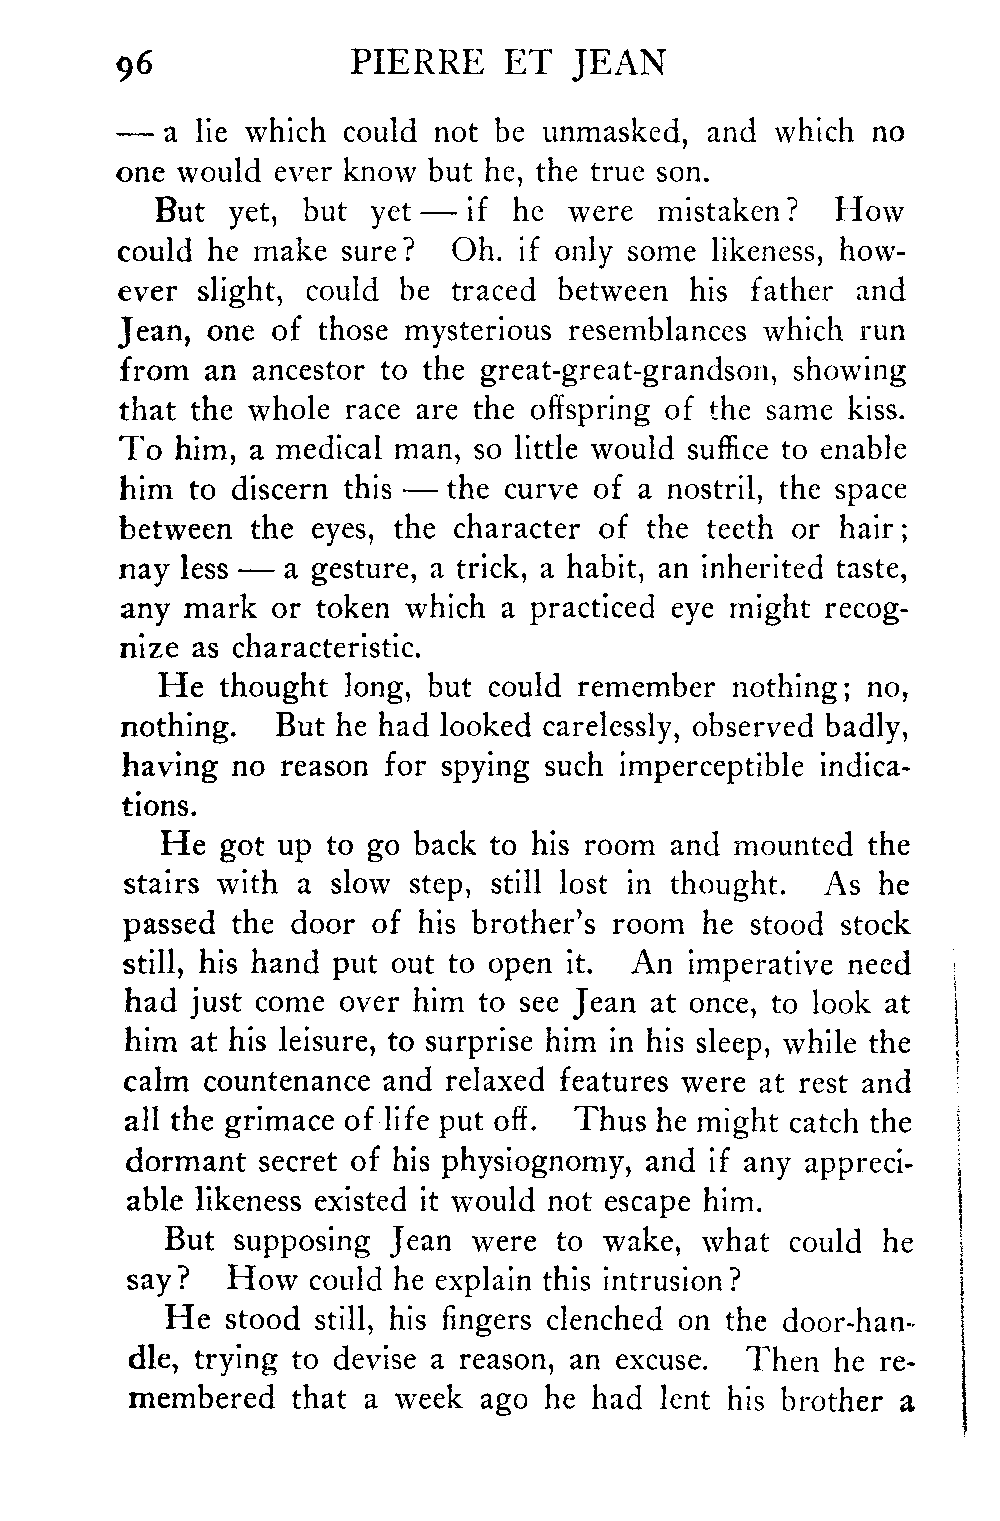 96 PIERRE ET JEAN
— a lie which could not be unmasked, and which no
one would ever know but he, the true son.
But yet, but yet — if he were mistaken? How
could he make sure? Oh. if only some likeness, how-
ever slight, could be traced between his father and
Jean, one of those mysterious resemblances which run
from an ancestor to the great-great-grandson, showing
that the whole race are the offspring of the same kiss.
To him, a medical man, so little would suffice to enable
him to discern this — the curve of a nostril, the space
between the eyes, the character of the teeth or hair;
nay less — a gesture, a trick, a habit, an inherited taste,
any mark or token which a practiced eye might recog-
nize as characteristic.
He thought long, but could remember nothing; no,
nothing. But he had looked carelessly, observed badly,
having no reason for spying such imperceptible indica-
tions.
He got up to go back to his room and mounted the
stairs with a slow step, still lost in thought. As he
passed the door of his brother's room he stood stock
still, his hand put out to open it. An imperative need
had just come over him to see Jean at once, to look at
him at his leisure, to surprise him in his sleep, while the
calm countenance and relaxed features were at rest and
all the grimace of life put off. Thus he might catch the
dormant secret of his physiognomy, and if any appreci-
able likeness existed it would not escape him.
But supposing Jean were to wake, what could he
say? How could he explain this intrusion?
He stood still, his fingers clenched on the door-han-
dle, trying to devise a reason, an excuse. Then he re-
membered that a week ago he had lent his brother a